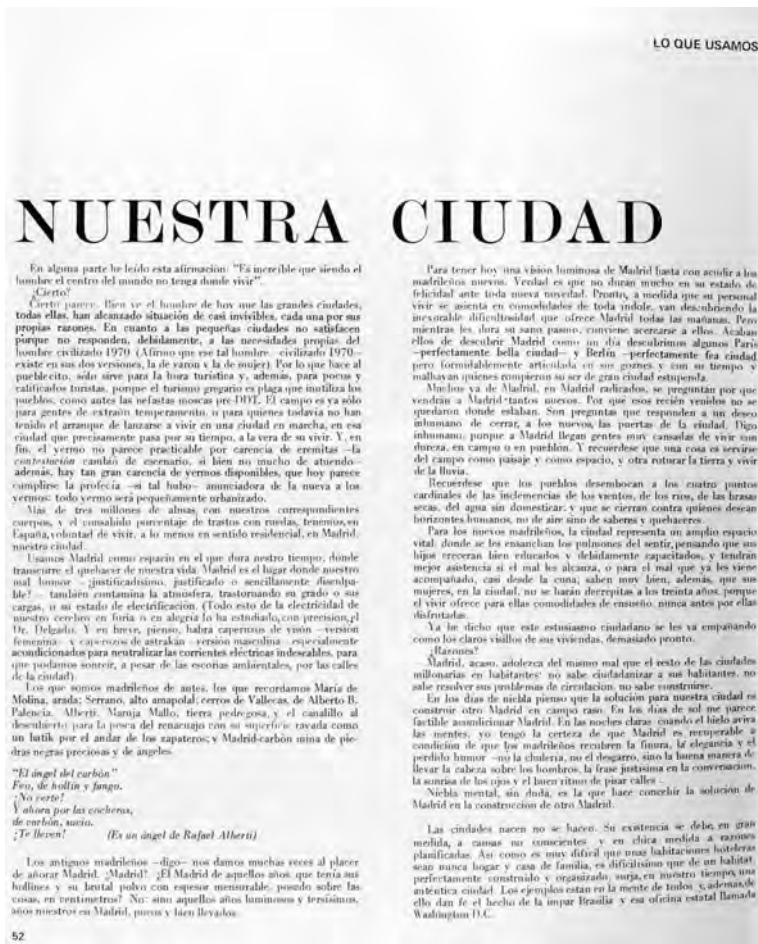 LO QUE USAMOS
NUESTRA CIUDAD
En alguna parte he leído esta afirmación: "Es increíble que siendo el
hombre el centro del mundo no tenga donde vivir".
¿Cierto?
Cierto parece. Bien ve el hombre de hoy que las grandes ciudades,
todas ellas, han alcanzado situación de casi invivibles, cada una por sus
propias razones. En cuanto a las pequeñas ciudades no satisfacen
porque no responden, debidamente, a las necesidades propias del
hombre civilizado 1970 (Afirmo que ese tal hombre —civilizado 1970—
existe en sus dos versiones, la de varón y la de mujer) Por lo que hace al
pueblecito, sólo sirve para la hora turística y, además, para pocos y
calificados turistas, porque el turismo gregario es plaga que inutiliza los
pueblos, como antes las nefastas moscas pre-DDT. El campo es ya sólo
para gentes de extraño temperamento, o para quienes todavía no han
tenido el arranque de lanzarse a vivir en una ciudad en marcha, en esa
ciudad que precisamente pasa por su tiempo, a la vera de su vivir. Y, en
fin, el yermo no parece practicable por carencia de eremitas —la
contestación cambio de escenario, si bien no mucho de atuendo—
además, hay tan gran carencia de yermos disponibles, que hoy parece
cumplirse la profecía —si tal hubo— anunciadora de la nueva a los
yermos: todo yermo será pequeñamente urbanizado.
Más de tres millones de almas, con nuestros correspondientes
cuerpos, y el consabido porcentaje de trastos con ruedas, tenemos, en
España, voluntad de vivir, a lo menos en sentido residencial, en Madrid,
nuestra ciudad.
Usamos Madrid como espacio en el que dura nestro tiempo, donde
transcurre el quehacer de nuestra vida. Madrid es el lugar donde nuestro
mal humor —¿justificadísimo, justificado o sencillamente disculpa-
ble?— también contamina la atmósfera, trastornando su grado o sus
cargas, o su estado de electrificación. (Todo esto de la electricidad de
nuestro cerebro en furia o en alegría lo ha estudiado, con precisión, el
Dr. Delgado. Y en breve, pienso, habrá caperuzas de visón —versión
femenina— y caperozos de astrakán —versión masculina— especialmente
acondicionados para neutralizar las corrientes eléctricas indeseables, para
que podamos sonreír, a pesar de las escorias ambientales, por las calles
de la ciudad)
Los que somos madrileños de antes, los que recordamos María de
Molina, arada; Serrano, alto amapolal; cerros de Vallecas, de Alberto B.
Palencia, Alberti, Maruja Mallo, tierra pedregosa, y el canalillo al
descubierto para la pesca del renacuajo con su superficie rayada como
un batik por el andar de los zapateros; y Madrid-carbón mina de pie-
dras negras preciosas y de ángeles.
"El ángel del carbón"
Feo, de hollín y fango.
¡No verte!
Y ahora por las cocheras,
de carbón, sucio.
¡Te lleven! (Es un ángel de Rafael Alberti)
Los antiguos madrileños —digo— nos damos muchas veces al placer
de añorar Madrid. ¿Madrid? ¿El Madrid de aquellos años que tenía sus
hollines y su brutal polvo con espesor mensurable, posado sobre las
cosas, en centímetros? No: sino aquellos años luminosos y tersísimos,
años nuestros en Madrid, pocos y bien llevados.
Para tener hoy una visión luminosa de Madrid basta con acudir a los
madrileños nuevos. Verdad es que no duran mucho en su estado de
felicidad ante toda nueva novedad. Pronto, a medida que su personal
vivir se asienta en comodidades de toda índole, van descubriendo la
inexorable dificultosidad que ofrece Madrid todas las mañanas. Pero
mientras les dura su sano pasmo, conviene acercarse a ellos. Acaban
ellos de descubrir Madrid como un día descubrimos algunos París
—perfectamente bella ciudad— y Berlín —perfectamente fea ciudad
pero formidablemente articulada en sus goznes y con su tiempo y
malhayan quienes rompieron su ser de gran ciudad estupenda.
Muchos ya de Madrid, en Madrid radicados, se preguntan por que
vendrán a Madrid tantos nuevos. Por qué esos recién venidos no se
quedaron donde estaban. Son preguntas que responden a un deseo
inhumano de cerrar, a los nuevos, las puertas de la ciudad. Digo
inhumano, porque a Madrid llegan gentes muy cansadas de vivir con
dureza, en campo o en pueblón. Y recuérdese que una cosa es servirse
del campo como paisaje y como espacio, y otra roturar la tierra y vivir
de la lluvia.
Recuérdese que los pueblos desembocan a los cuatro puntos
cardinales de las inclemencias de los vientos, de los ríos, de las brasas
secas, del agua sin domesticar, y que se cierran contra quienes desean
horizontes humanos, no de aire sino de saberes y quehaceres.
Para los nuevos madrileños, la ciudad representa un amplio espacio
vital, donde se les ensanchan los pulmones del sentir, pensando que sus
hijos crecerán bien educados y debidamente capacitados, y tendrán
mejor asistencia si el mal les alcanza, o para el mal que ya les viene
acompañado, casi desde la cuna; saben muy bien, además, que sus
mujeres, en la ciudad, no se harán decrépitas a los treinta años, porque
el vivir ofrece para ellas comodidades de ensueño, nunca antes por ellas
disfrutadas.
Ya he dicho que este estusiasmo ciudadano se les va empañando
como los claros visillos de sus viviendas, demasiado pronto.
¿Razones?
Madrid, acaso, adolezca del mismo mal que el resto de las ciudades
millonarias en habitantes: no sabe ciudadanizar a sus habitantes, no
sabe resolver sus problemas de circulación, no sabe construirse.
En los días de niebla pienso que la solución para nuestra ciudad es
construir otro Madrid en campo raso. En los días de sol me parece
factible acondicionar Madrid. En las noches claras cuando el hielo aviva
las mentes, yo tengo la certeza de que Madrid es recuperable a
condición de que los madrileños recubren la finura, la elegancia y el
perdido humor —no la chulería, no el desgarro, sino la buena manera de
llevar la cabeza sobre los hombros, la frase justísima en la conversación,
la sonrisa de los ojos y el buen ritmo de pisar calles—.
Niebla mental, sin duda, es la que hace concebir la solución de
Madrid en la construcción de otro Madrid.
Las ciudades nacen no se hacen. Su existencia se debe, en gran
medida, a causas no conscientes y en chica medida a razones
planificadas. Así como es muy difícil que unas habitaciones hoteleras
sean nunca hogar y casa de familia, es dificilísimo que de un habitat,
perfectamente construido y organizado, surja, en nuestro tiempo, una
auténtica ciudad. Los ejemplos están en la mente de todos y, además, de
ello dan fe el hecho de la impar Brasilia y esa oficina estatal llamada
Washington D.C.
52